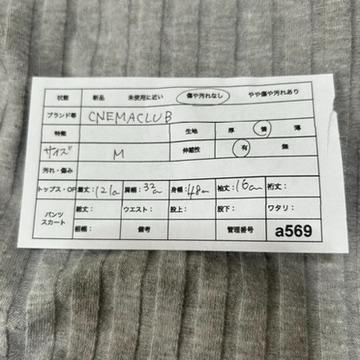 状態 新品 未使用に近い 傷や汚れなし やや傷や汚れあり
ブランド等 CNEMACLUB
特徴 生地 厚 普 薄
サイズ M 伸縮性 有 無
汚れ・傷み
トップス・OP 着丈:121cm 肩幅:32cm 身幅:48cm 袖丈:16cm 裄丈:
パンツ スカート 総丈: ウエスト: 股上: 股下: ワタリ:
裾幅: 備考 管理番号 a569